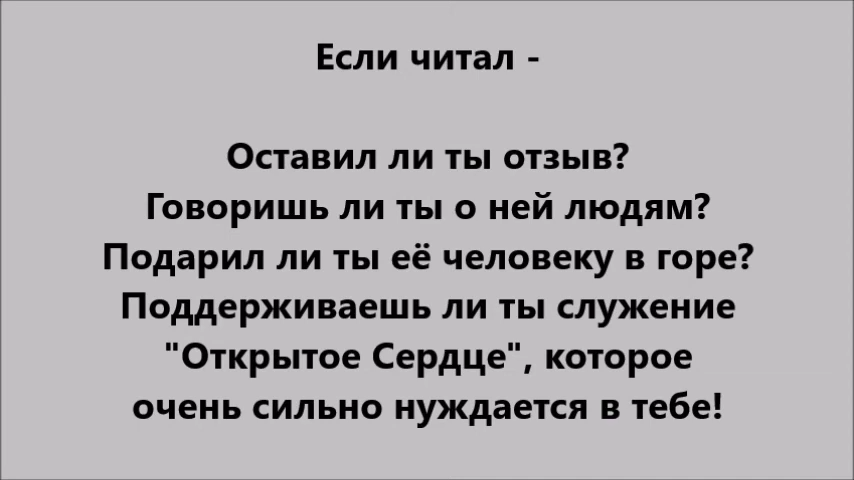 Если читал -
Оставил ли ты отзыв?
Говоришь ли ты о ней людям?
Подарил ли ты её человеку в горе?
Поддерживаешь ли ты служение
"Открытое Сердце", которое
очень сильно нуждается в тебе!